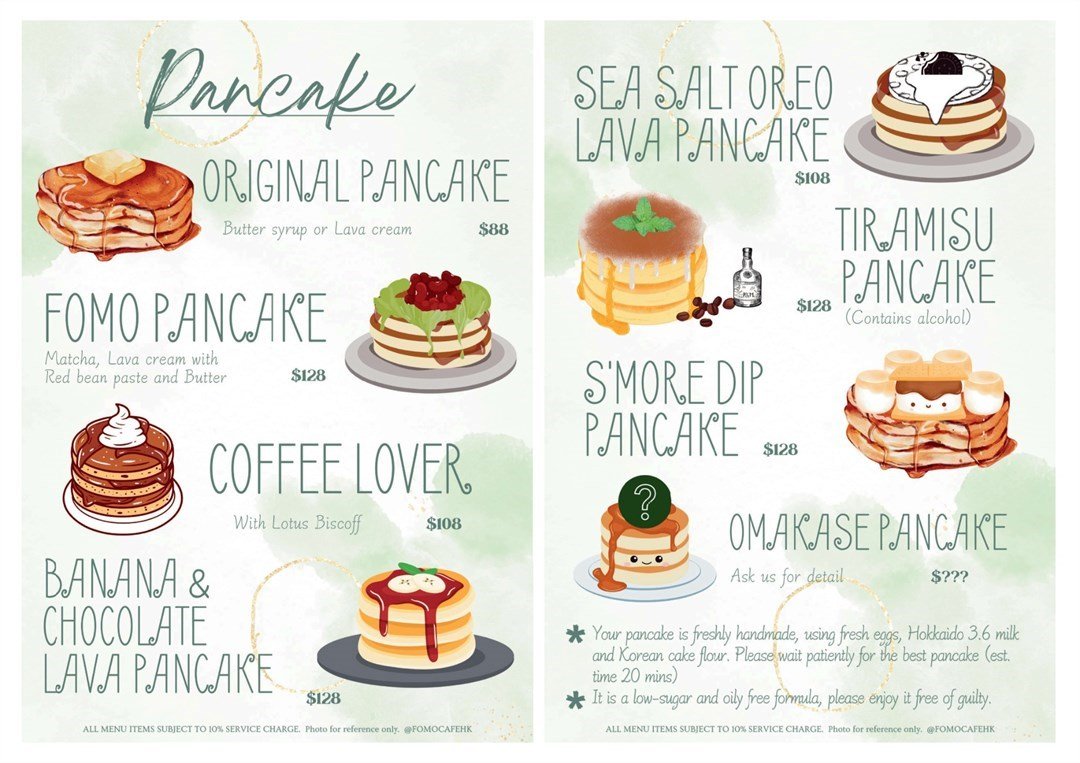 Pancake
ORIGINAL PANCAKE
Butter syrup or Lava cream
$88
FOMO PANCAKE
Matcha, Lava cream with
Red bean paste and Butter
$128
COFFEE LOVER
With Lotus Biscoff
$108
BANANA &
CHOCOLATE
LAVA PANCAKE
$128
ALL MENU ITEMS SUBJECT TO 10% SERVICE CHARGE. Photo for reference only. @FOMOCAFEHK
SEA SALT OREO
LAVA PANCAKE
$108
TIRAMISU
PANCAKE
$128
(Contains alcohol)
S'MORE DIP
PANCAKE
$128
?
OMAKASE PANCAKE
Ask us for detail
$???
* Your pancake is freshly handmade, using fresh eggs, Hokkaido 3.6 milk
and Korean cake flour. Please wait patiently for the best pancake (est.
time 20 mins)
* It is a low-sugar and oily free formula, please enjoy it free of guilty.
ALL MENU ITEMS SUBJECT TO 10% SERVICE CHARGE. Photo for reference only. @FOMOCAFEHK